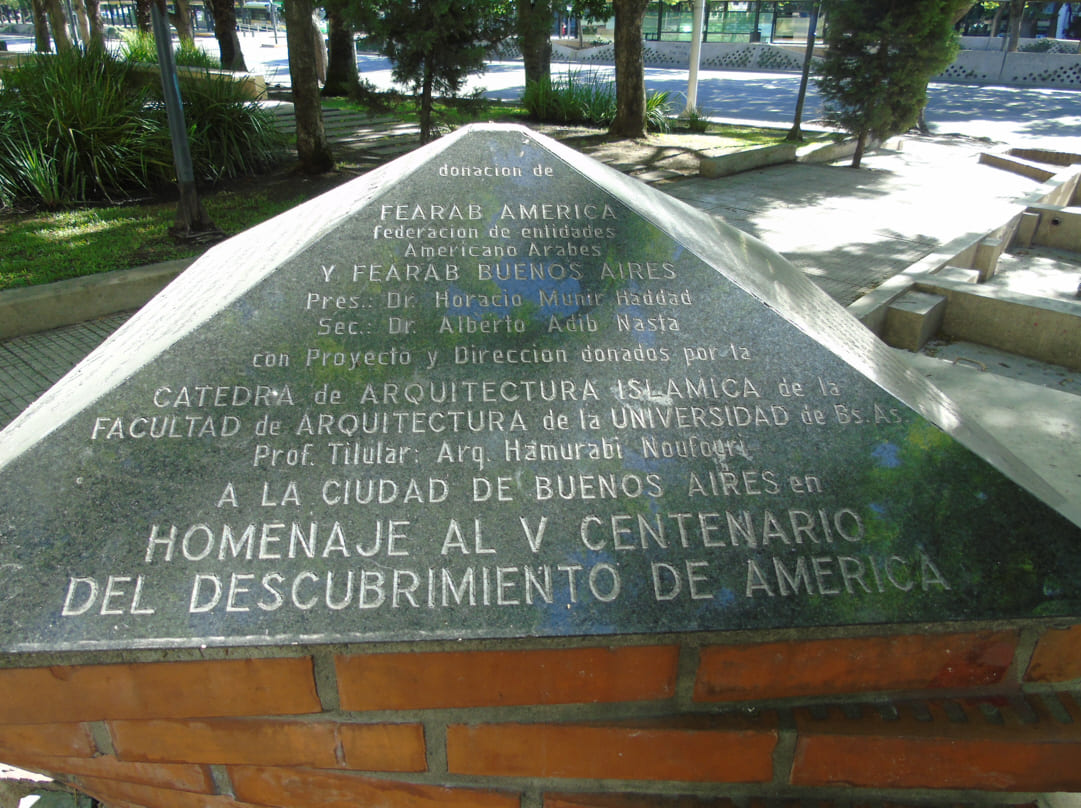 donacion de
FEARAB AMERICA
federacion de entidades
Americano Arabes
Y FEARAB BUENOS AIRES
Pres.: Dr. Horacio Munir Haddad
Sec.: Dr. Alberto Adib Nasta
con Proyecto y Direccion donados por la
CATEDRA de ARQUITECTURA ISLAMICA de la
FACULTAD de ARQUITECTURA de la UNIVERSIDAD de Bs. As.
Prof. Titular: Arq. Hamurabi Noufouri
A LA CIUDAD DE BUENOS AIRES en
HOMENAJE AL V CENTENARIO
DEL DESCUBRIMIENTO DE AMERICA